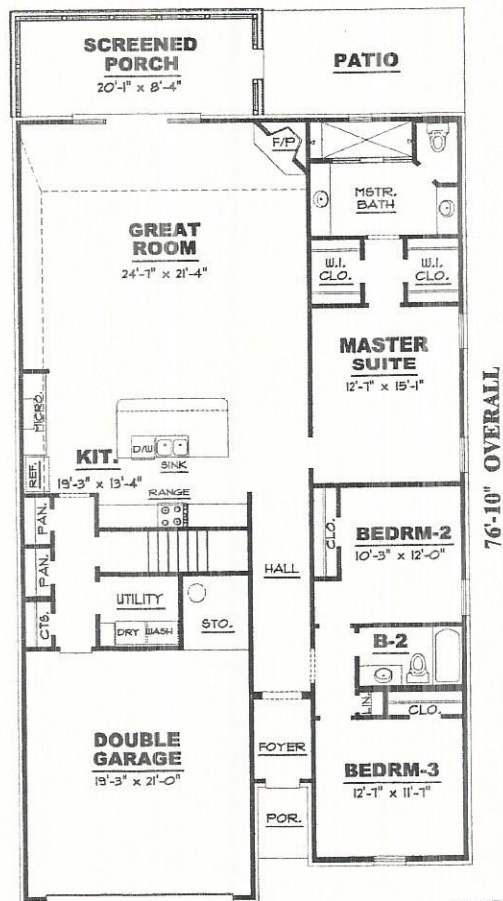 SCREENED
PORCH
20'-1" x 8'-4"
PATIO
F/P
MSTR.
BATH
GREAT
ROOM
24'-7" x 21'-4"
W.I.
CLO.
W.I.
CLO.
MASTER
SUITE
12'-7" x 15'-1"
76'-10" OVERALL
MICRO.
REF.
KIT.
19'-3" x 13'-4"
D/W
SINK
RANGE
PAN.
PAN.
CTS.
HALL
CLO.
BEDRM-2
10'-3" x 12'-0"
UTILITY
DRY
WASH
STO.
B-2
LIN.
CLO.
DOUBLE
GARAGE
19'-3" x 21'-0"
FOYER
POR.
BEDRM-3
12'-7" x 11'-7"